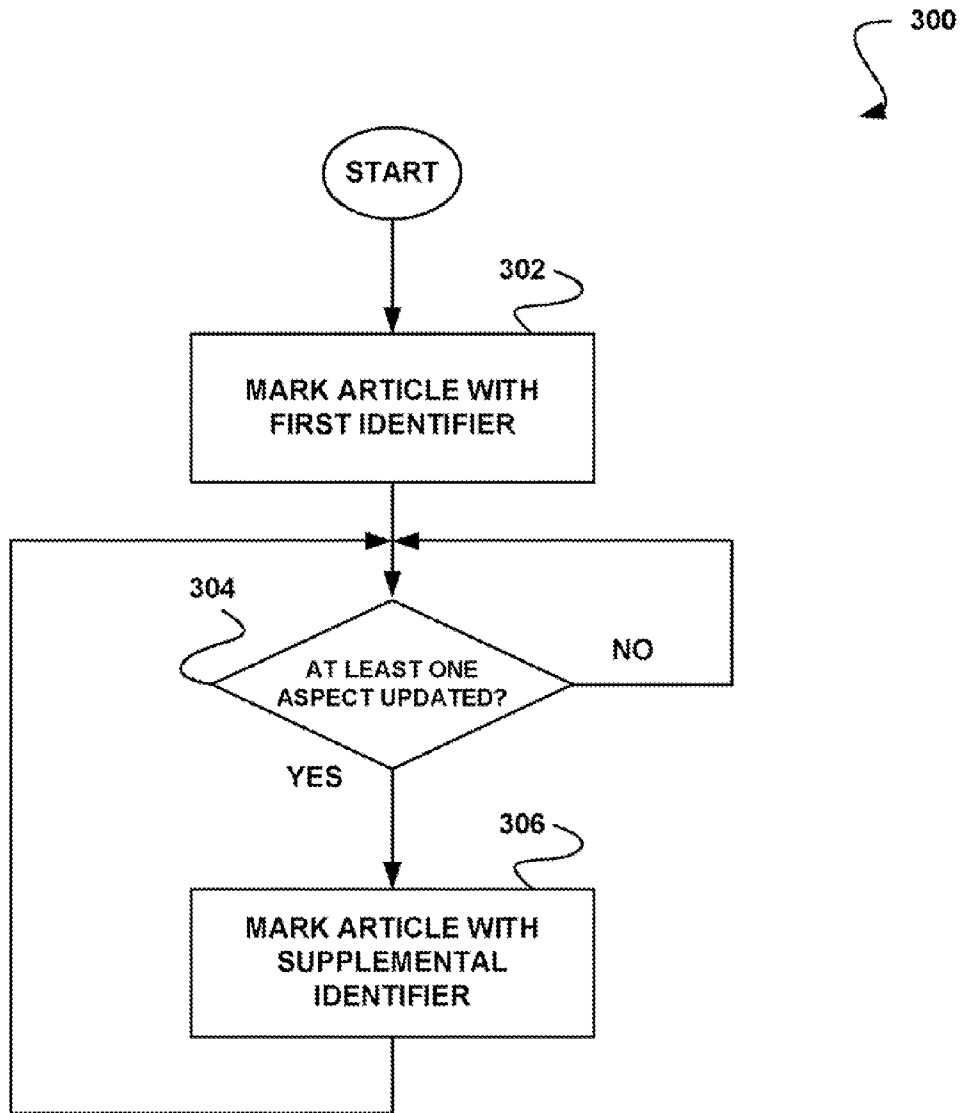 300
START
302
MARK ARTICLE WITH
FIRST IDENTIFIER
304
AT LEAST ONE
ASPECT UPDATED?
NO
YES
306
MARK ARTICLE WITH
SUPPLEMENTAL
IDENTIFIER